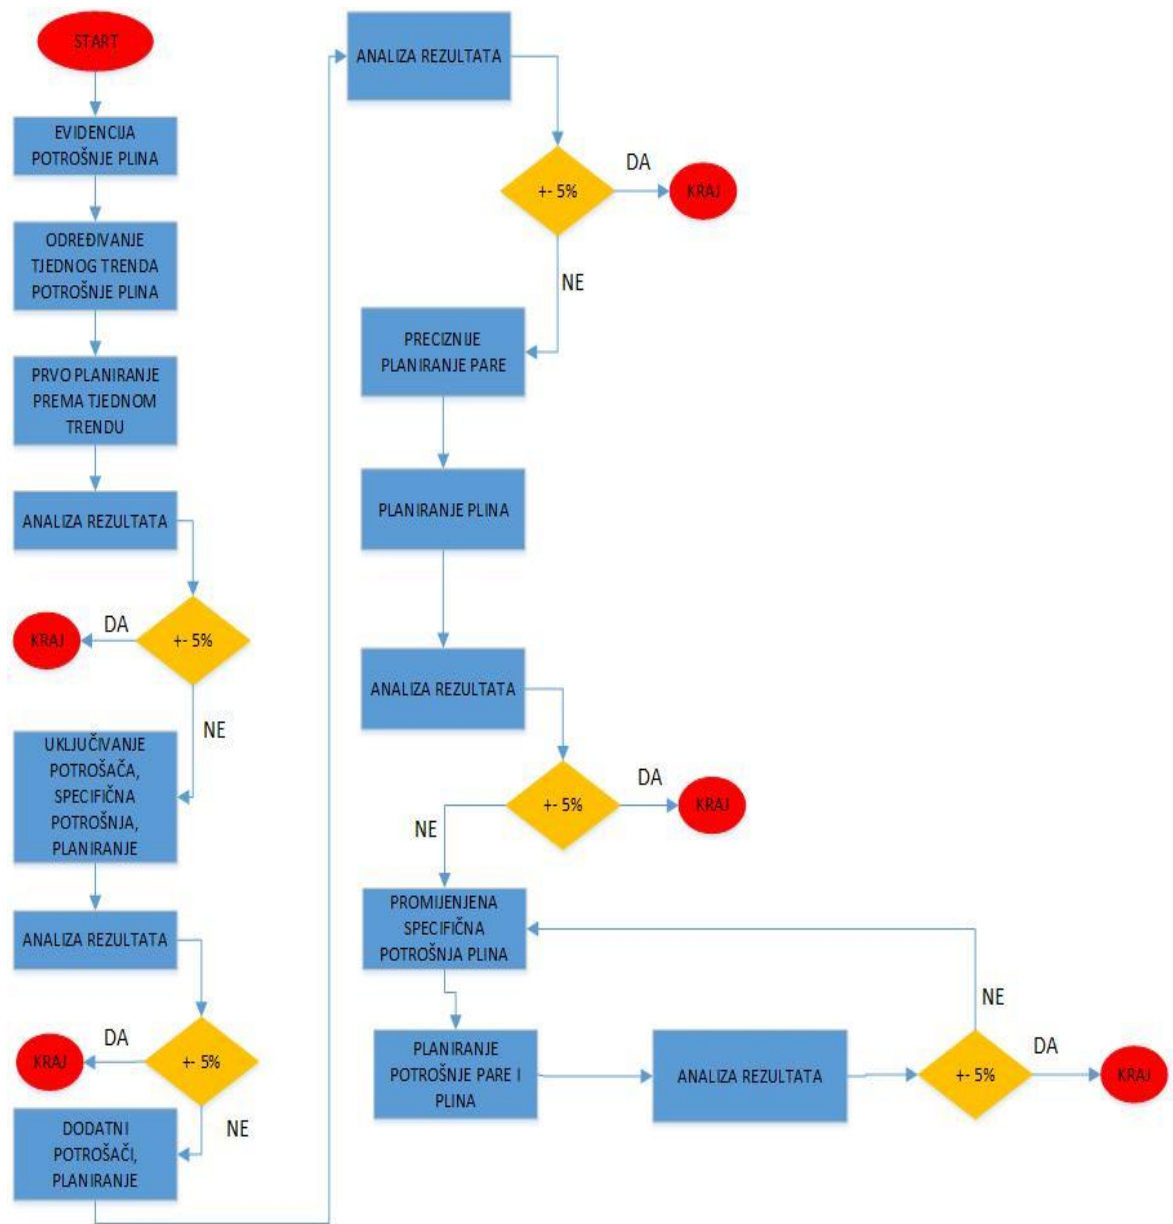 START
EVIDENCIJA
POTROŠNJE PLINA
ODREĐIVANJE
TJEDNOG TRENDA
POTROŠNJE PLINA
PRVO PLANIRANJE
PREMA TJEDNOM
TRENDU
ANALIZA REZULTATA
+- 5%
DA
KRAJ
NE
UKLJUČIVANJE
POTROŠAČA,
SPECIFIČNA
POTROŠNJA,
PLANIRANJE
ANALIZA REZULTATA
+- 5%
DA
KRAJ
NE
DODATNI
POTROŠAČI,
PLANIRANJE
ANALIZA REZULTATA
+- 5%
DA
KRAJ
NE
PRECIZNIJE
PLANIRANJE PARE
PLANIRANJE PLINA
ANALIZA REZULTATA
+- 5%
DA
KRAJ
NE
PROMIJENJENA
SPECIFIČNA
POTROŠNJA PLINA
PLANIRANJE
POTROŠNJE PARE I
PLINA
ANALIZA REZULTATA
+- 5%
NE
DA
KRAJ